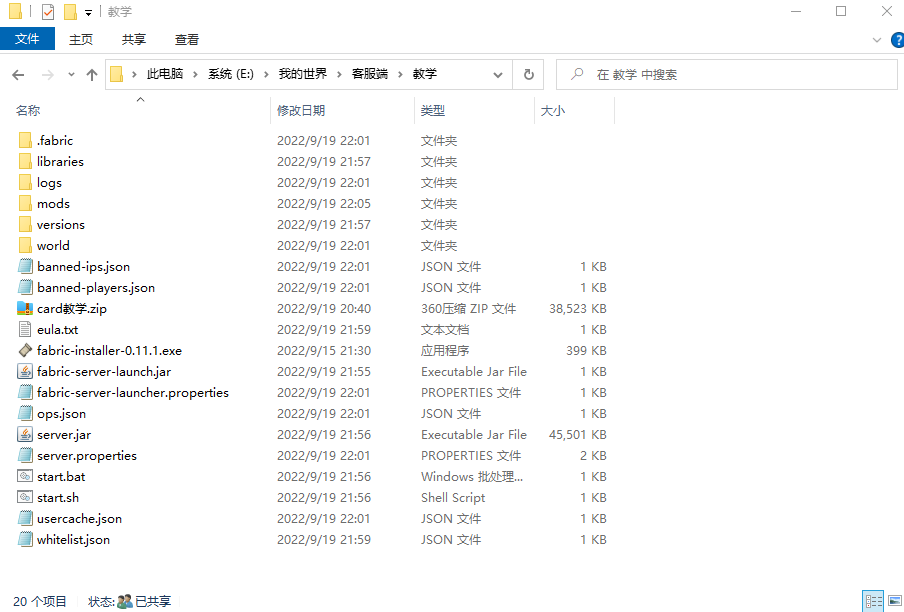 教学
文件 主页 共享 查看
此电脑 系统 (E:) 我的世界 客服端 教学 在 教学 中搜索
名称 修改日期 类型 大小
.fabric 2022/9/19 22:01 文件夹
libraries 2022/9/19 21:57 文件夹
logs 2022/9/19 22:01 文件夹
mods 2022/9/19 22:05 文件夹
versions 2022/9/19 21:57 文件夹
world 2022/9/19 22:01 文件夹
banned-ips.json 2022/9/19 22:01 JSON 文件 1 KB
banned-players.json 2022/9/19 22:01 JSON 文件 1 KB
card教学.zip 2022/9/19 20:40 360压缩 ZIP 文件 38,523 KB
eula.txt 2022/9/19 21:59 文本文档 1 KB
fabric-installer-0.11.1.exe 2022/9/15 21:30 应用程序 399 KB
fabric-server-launch.jar 2022/9/19 21:55 Executable Jar File 1 KB
fabric-server-launcher.properties 2022/9/19 22:01 PROPERTIES 文件 1 KB
ops.json 2022/9/19 22:01 JSON 文件 1 KB
server.jar 2022/9/19 21:56 Executable Jar File 45,501 KB
server.properties 2022/9/19 22:01 PROPERTIES 文件 2 KB
start.bat 2022/9/19 21:56 Windows 批处理... 1 KB
start.sh 2022/9/19 21:56 Shell Script 1 KB
usercache.json 2022/9/19 22:01 JSON 文件 1 KB
whitelist.json 2022/9/19 21:59 JSON 文件 1 KB
20 个项目 状态: 已共享